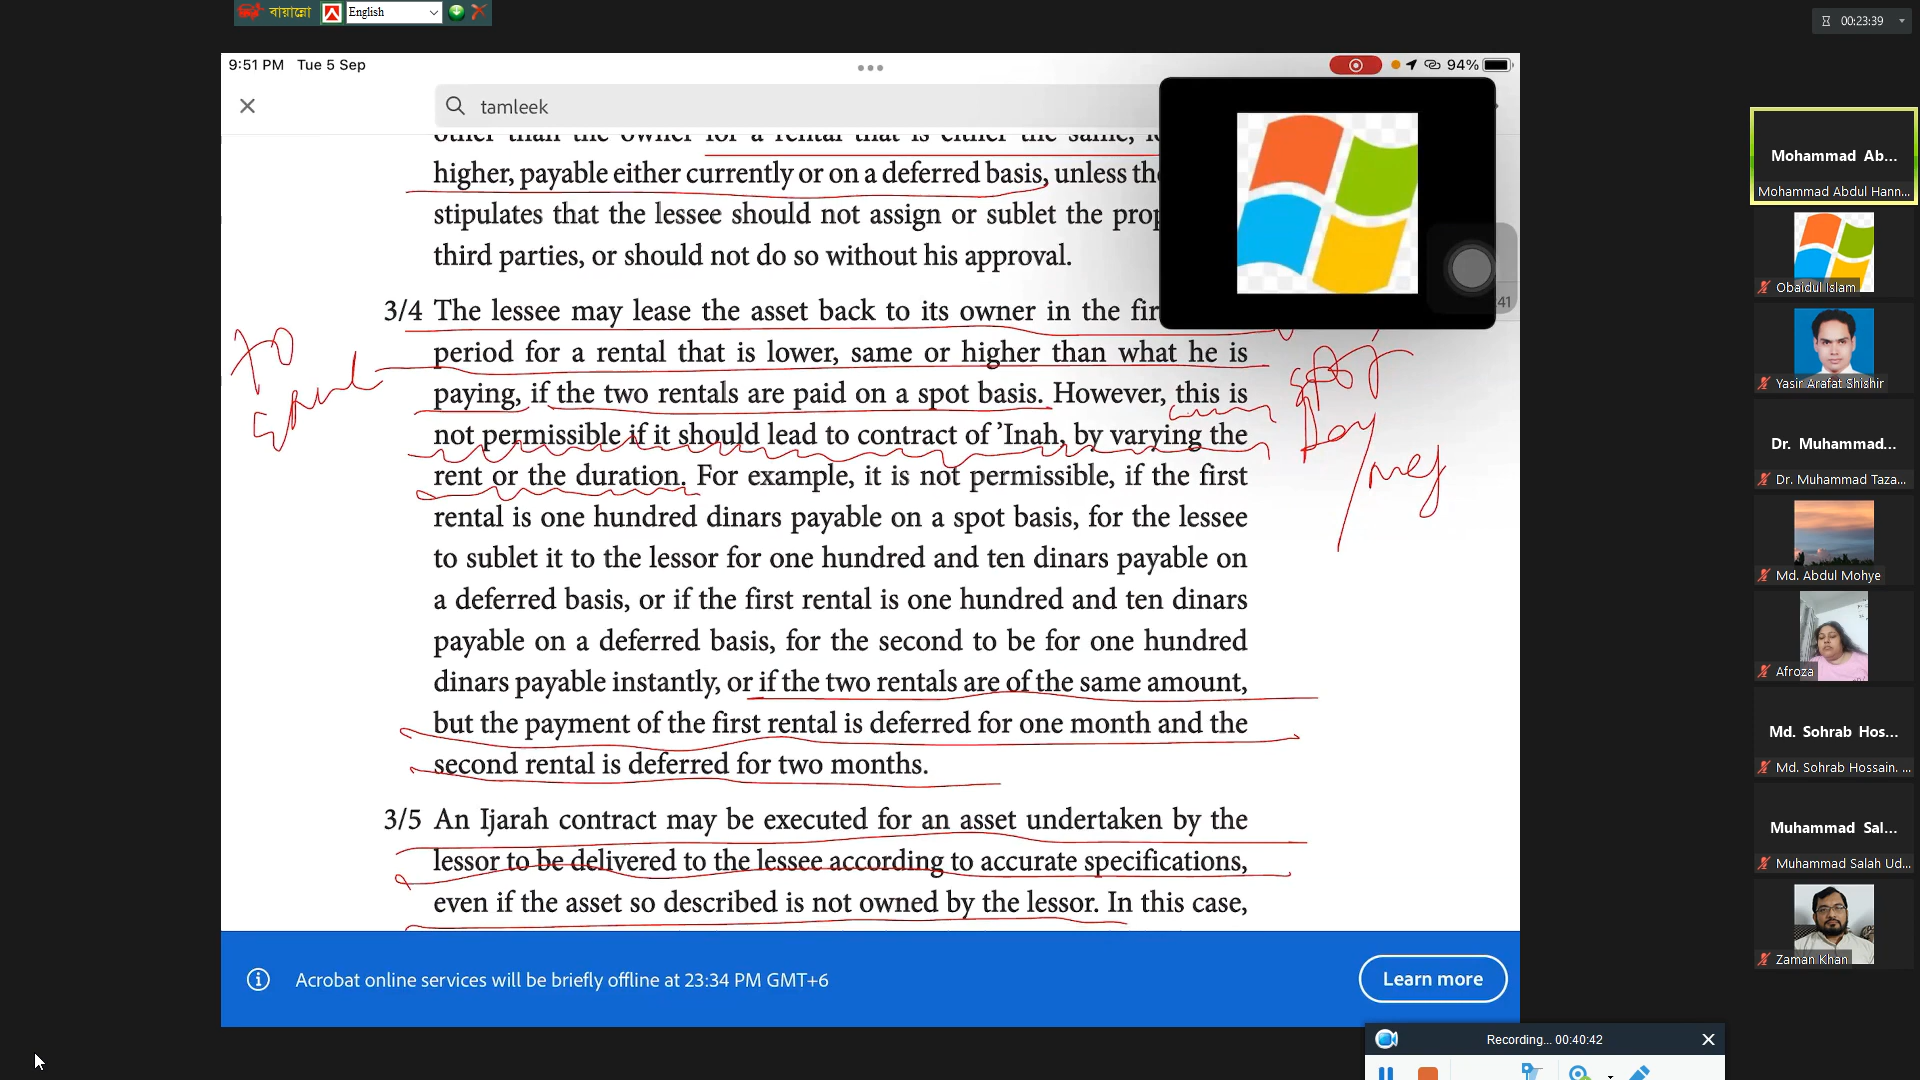 বায়ান্নো English
00:23:39
9:51 PM Tue 5 Sep
94%
tamleek
other than the owner for a rental that is either the same,
higher, payable either currently or on a deferred basis, unless
stipulates that the lessee should not assign or sublet the
third parties, or should not do so without his approval.
41
3/4 The lessee may lease the asset back to its owner in the
period for a rental that is lower, same or higher than what he is
paying, if the two rentals are paid on a spot basis. However, this is
not permissible if it should lead to contract of ’Inah, by varying the
rent or the duration. For example, it is not permissible, if the first
rental is one hundred dinars payable on a spot basis, for the lessee
to sublet it to the lessor for one hundred and ten dinars payable on
a deferred basis, or if the first rental is one hundred and ten dinars
payable on a deferred basis, for the second to be for one hundred
dinars payable instantly, or if the two rentals are of the same amount,
but the payment of the first rental is deferred for one month and the
second rental is deferred for two months.
3/5 An Ijarah contract may be executed for an asset undertaken by the
lessor to be delivered to the lessee according to accurate specifications,
even if the asset so described is not owned by the lessor. In this case,
Acrobat online services will be briefly offline at 23:34 PM GMT+6
Learn more
Mohammad Ab...
Mohammad Abdul Hann...
Obaidul Islam
Yasir Arafat Shishir
Dr. Muhammad...
Dr. Muhammad Taza...
Md. Abdul Mohye
Afroza
Md. Sohrab Hos...
Md. Sohrab Hossain. ...
Muhammad Sal...
Muhammad Salah Ud...
Zaman Khan
Recording... 00:40:42